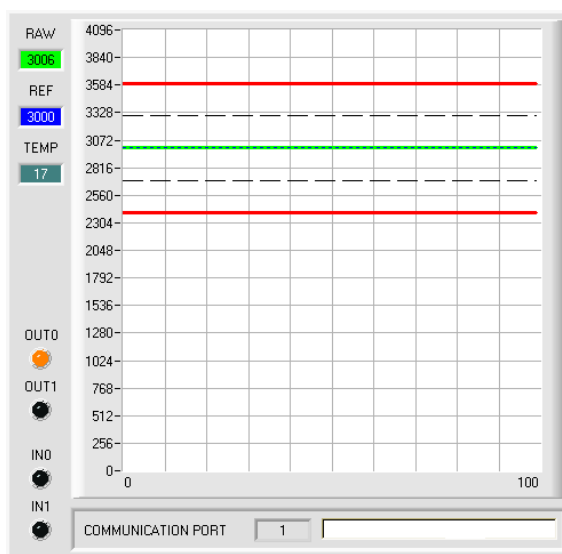 RAW
3006
REF
3000
TEMP
17
OUT0
OUT1
IN0
IN1
4096
3840
3584
3328
3072
2816
2560
2304
2048
1792
1536
1280
1024
768
512
256
0
0 100
COMMUNICATION PORT 1